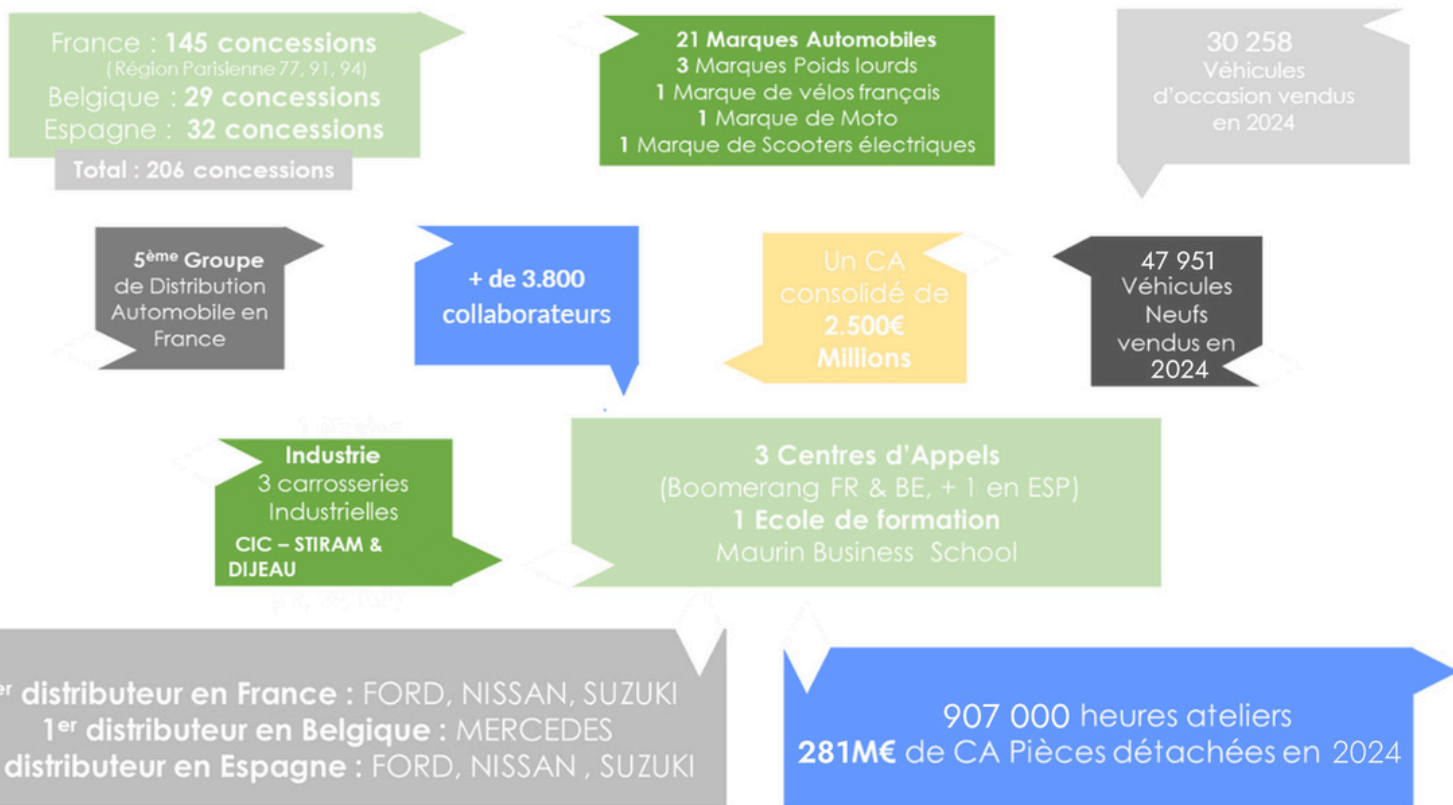 France : 145 concessions
(Région Parisienne 77, 91, 94)
Belgique : 29 concessions
Espagne : 32 concessions
Total : 206 concessions
21 Marques Automobiles
3 Marques Poids lourds
1 Marque de vélos français
1 Marque de Moto
1 Marque de Scooters électriques
30 258
Véhicules
d'occasion vendus
en 2024
5ème Groupe
de Distribution
Automobile en
France
+ de 3.800
collaborateurs
Un CA
consolidé de
2.500€
Millions
47 951
Véhicules
Neufs
vendus en
2024
Industrie
3 carrosseries
Industrielles
CIC – STIRAM &
DIJEAU
3 Centres d'Appels
(Boomerang FR & BE, + 1 en ESP)
1 Ecole de formation
Maurin Business School
er distributeur en France : FORD, NISSAN, SUZUKI
1er distributeur en Belgique : MERCEDES
distributeur en Espagne : FORD, NISSAN , SUZUKI
907 000 heures ateliers
281M€ de CA Pièces détachées en 2024